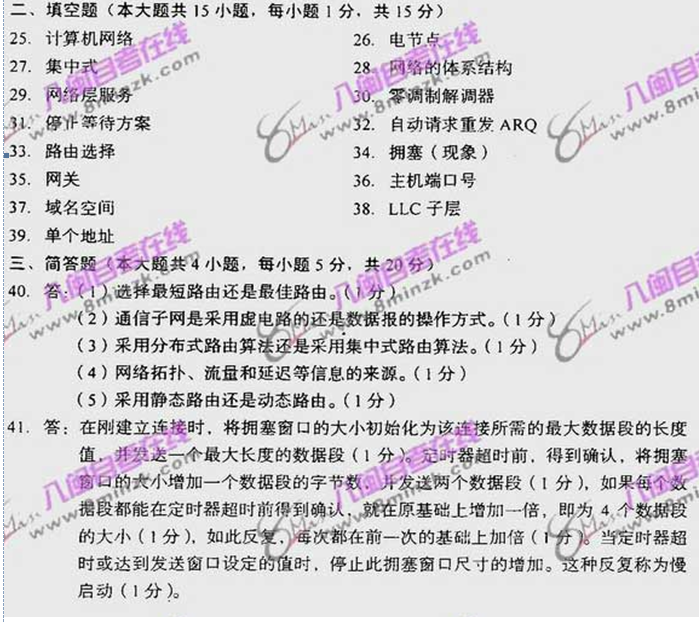 二、填空题（本大题共 15 小题，每小题 1 分，共 15 分）
25. 计算机网络 26. 电节点
27. 集中式 28. 网络的体系结构
29. 网络层服务 30. 零调制解调器
31. 停止等待方案 32. 自动请求重发 ARQ
33. 路由选择 34. 拥塞（现象）
35. 网关 36. 主机端口号
37. 域名空间 38. LLC 子层
39. 单个地址
三、简答题（本大题共 4 小题，每小题 5 分，共 20 分）
40. 答：（1）选择最短路由还是最佳路由。（1 分）
（2）通信子网是采用虚电路的还是数据报的操作方式。（1 分）
（3）采用分布式路由算法还是采用集中式路由算法。（1 分）
（4）网络拓扑、流量和延迟等信息的来源。（1 分）
（5）采用静态路由还是动态路由。（1 分）
41. 答：在刚建立连接时，将拥塞窗口的大小初始化为该连接所需的最大数据段的长度
值，并发送一个最大长度的数据段（1 分）。定时器超时前，得到确认，将拥塞
窗口的大小增加一个数据段的字节数，并发送两个数据段（1 分），如果每个数
据段都能在定时器超时前得到确认，就在原基础上增加一倍，即为 4 个数据段
的大小（1 分），如此反复，每次都在前一次的基础上加倍（1 分）。当定时器超
时或达到发送窗口设定的值时，停止此拥塞窗口尺寸的增加。这种反复称为慢
启动（1 分）。
八闽自考在线
www.8minzk.com